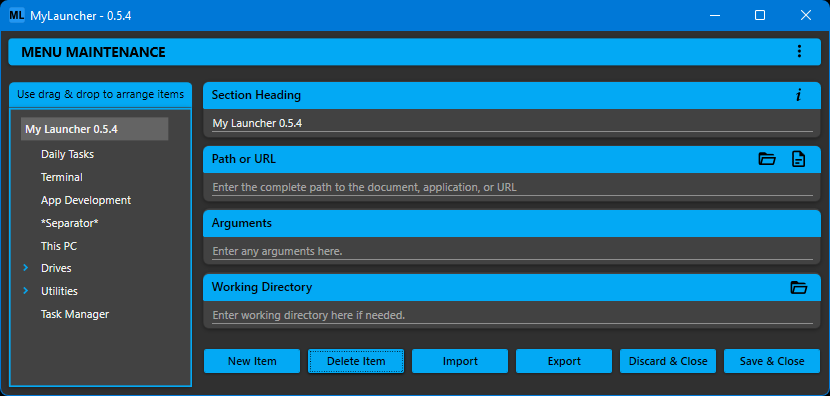 ML MyLauncher - 0.5.4
MENU MAINTENANCE
Use drag & drop to arrange items
My Launcher 0.5.4
Daily Tasks
Terminal
App Development
*Separator*
This PC
Drives
Utilities
Task Manager
Section Heading
My Launcher 0.5.4
Path or URL
Enter the complete path to the document, application, or URL
Arguments
Enter any arguments here.
Working Directory
Enter working directory here if needed.
New Item Delete Item Import Export Discard & Close Save & Close